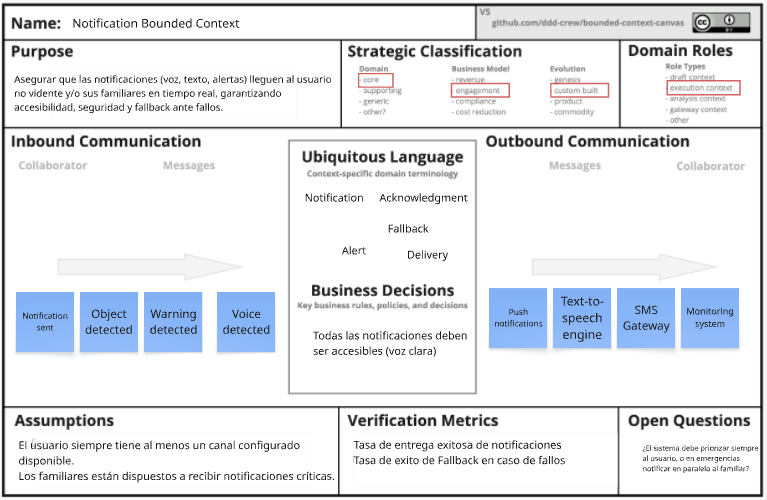 Name: Notification Bounded Context
V5
github.com/ddd-crew/bounded-context-canvas
cc
BY
Purpose
Asegurar que las notificaciones (voz, texto, alertas) lleguen al usuario
no vidente y/o sus familiares en tiempo real, garantizando
accesibilidad, seguridad y fallback ante fallos.
Strategic Classification
Domain
- core
- supporting
- generic
- other?
Business Model
- revenue
- engagement
- compliance
- cost reduction
Evolution
- genesis
- custom built
- product
- commodity
Domain Roles
Role Types
- draft context
- execution context
- analysis context
- gateway context
- other
Inbound Communication
Collaborator
Messages
Notification
sent
Object
detected
Warning
detected
Voice
detected
Ubiquitous Language
Context-specific domain terminology
Notification
Acknowledgment
Fallback
Alert
Delivery
Business Decisions
Key business rules, policies, and decisions
Todas las notificaciones deben
ser accesibles (voz clara)
Outbound Communication
Messages
Collaborator
Push
notifications
Text-to-
speech
engine
SMS
Gateway
Monitoring
system
Assumptions
El usuario siempre tiene al menos un canal configurado
disponible.
Los familiares están dispuestos a recibir notificaciones críticas.
Verification Metrics
Tasa de entrega exitosa de notificaciones
Tasa de exito de Fallback en caso de fallos
Open Questions
¿El sistema debe priorizar siempre
al usuario, o en emergencias
notificar en paralelo al familiar?